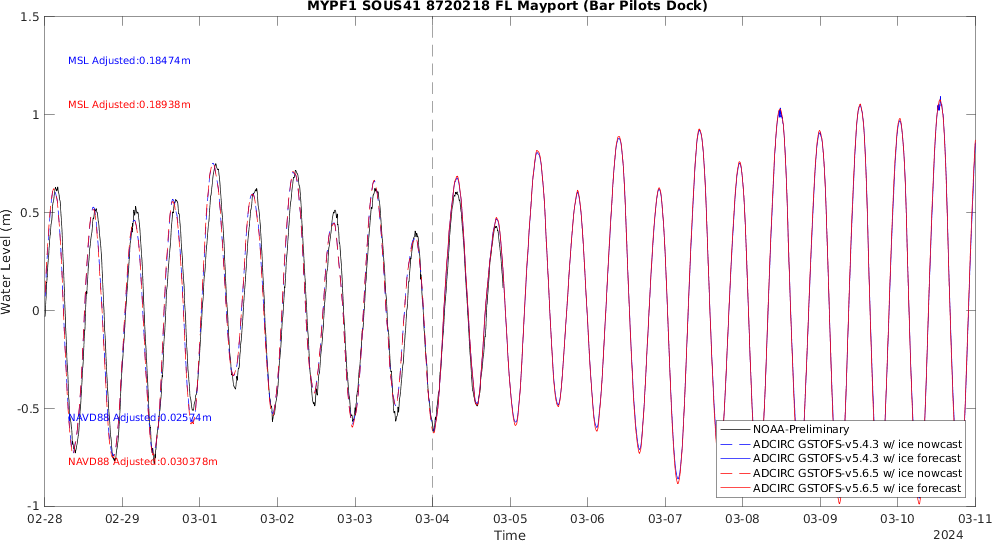 MYPF1 SOUS41 8720218 FL Mayport (Bar Pilots Dock)
1.5
MSL Adjusted:0.18474m
MSL Adjusted:0.18938m
1
0.5
Water Level (m)
0
-0.5
NAVD88 Adjusted:0.02574m
NAVD88 Adjusted:0.030378m
NOAA-Preliminary
ADCIRC GSTOFS-v5.4.3 w/ ice nowcast
ADCIRC GSTOFS-v5.4.3 w/ ice forecast
ADCIRC GSTOFS-v5.6.5 w/ ice nowcast
ADCIRC GSTOFS-v5.6.5 w/ ice forecast
-1
02-28 02-29 03-01 03-02 03-03 03-04 03-05 03-06 03-07 03-08 03-09 03-10 03-11
Time
2024